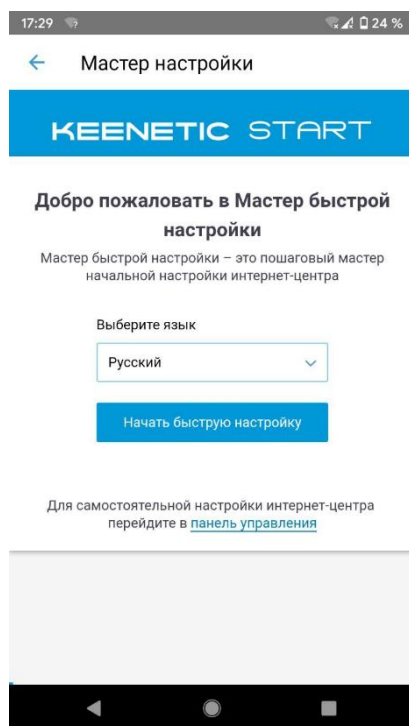 17:29
24 %
Мастер настройки
KEENETIC START
Добро пожаловать в Мастер быстрой
настройки
Мастер быстрой настройки – это пошаговый мастер
начальной настройки интернет-центра
Выберите язык
Русский
Начать быструю настройку
Для самостоятельной настройки интернет-центра
перейдите в панель управления